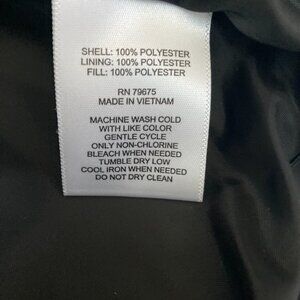 SHELL: 100% POLYESTER
LINING: 100% POLYESTER
FILL: 100% POLYESTER
RN 79675
MADE IN VIETNAM
MACHINE WASH COLD
WITH LIKE COLOR
GENTLE CYCLE
ONLY NON-CHLORINE
BLEACH WHEN NEEDED
TUMBLE DRY LOW
COOL IRON WHEN NEEDED
DO NOT DRY CLEAN